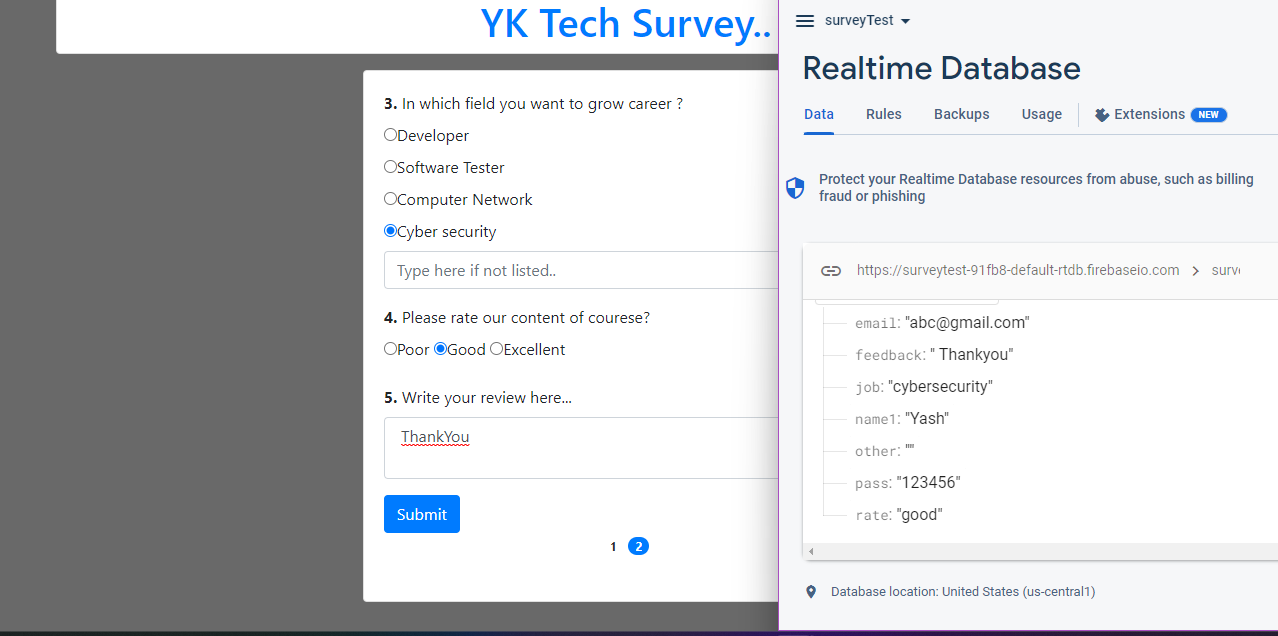 YK Tech Survey..
3. In which field you want to grow career ?
Developer
Software Tester
Computer Network
Cyber security
Type here if not listed..
4. Please rate our content of courese?
Poor Good Excellent
5. Write your review here...
ThankYou
Submit
1 2
surveyTest
Realtime Database
Data Rules Backups Usage Extensions NEW
Protect your Realtime Database resources from abuse, such as billing
fraud or phishing
https://surveytest-91fb8-default-rtdb.firebaseio.com
email: "abc@gmail.com"
feedback: " Thankyou"
job: "cybersecurity"
name1: "Yash"
other: ""
pass: "123456"
rate: "good"
Database location: United States (us-central1)